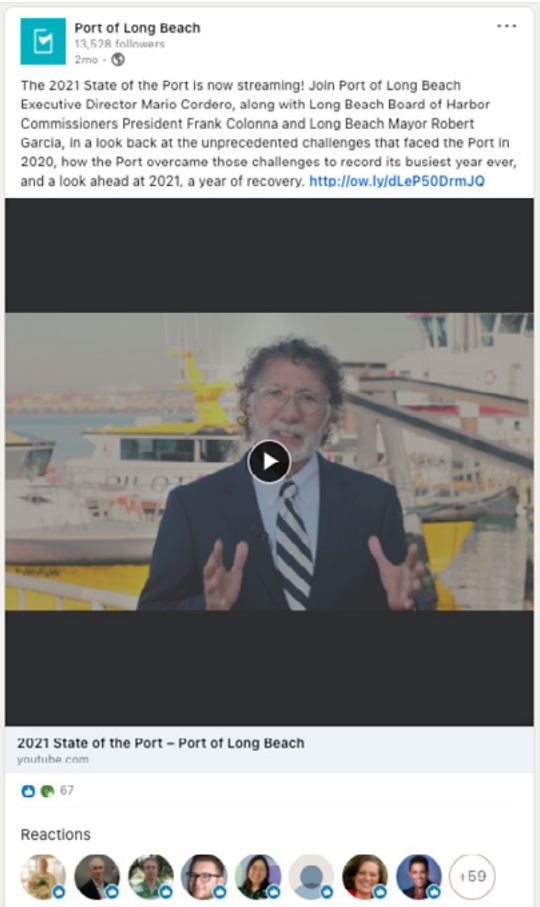 Port of Long Beach
13,528 followers
2mo •
The 2021 State of the Port is now streaming! Join Port of Long Beach
Executive Director Mario Cordero, along with Long Beach Board of Harbor
Commissioners President Frank Colonna and Long Beach Mayor Robert
Garcia, in a look back at the unprecedented challenges that faced the Port in
2020, how the Port overcame those challenges to record its busiest year ever,
and a look ahead at 2021, a year of recovery. http://ow.ly/dLeP50DrmJQ
PILOT
2021 State of the Port – Port of Long Beach
youtube.com
67
Reactions
+59